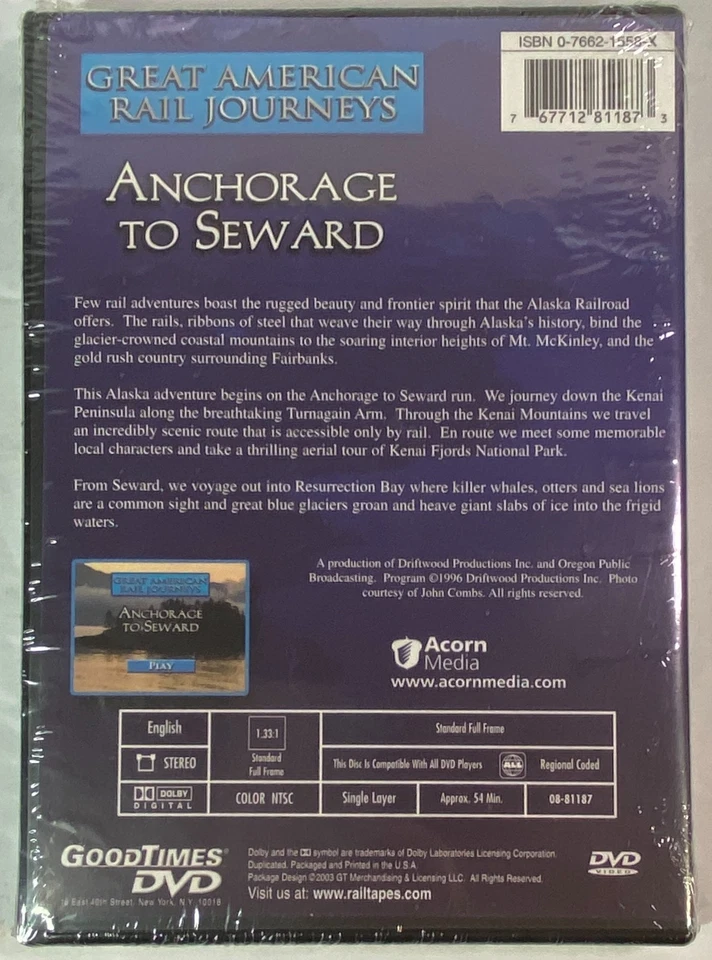 ISBN 0-7662-1558-X
7 67712 81187 3
GREAT AMERICAN
RAIL JOURNEYS
ANCHORAGE
TO SEWARD
Few rail adventures boast the rugged beauty and frontier spirit that the Alaska Railroad
offers. The rails, ribbons of steel that weave their way through Alaska's history, bind the
glacier-crowned coastal mountains to the soaring interior heights of Mt. McKinley, and the
gold rush country surrounding Fairbanks.
This Alaska adventure begins on the Anchorage to Seward run. We journey down the Kenai
Peninsula along the breathtaking Turnagain Arm. Through the Kenai Mountains we travel
an incredibly scenic route that is accessible only by rail. En route we meet some memorable
local characters and take a thrilling aerial tour of Kenai Fjords National Park.
From Seward, we voyage out into Resurrection Bay where killer whales, otters and sea lions
are a common sight and great blue glaciers groan and heave giant slabs of ice into the frigid
waters.
GREAT AMERICAN
RAIL JOURNEYS
ANCHORAGE
TO SEWARD
PLAY
A production of Driftwood Productions Inc. and Oregon Public
Broadcasting. Program ©1996 Driftwood Productions Inc. Photo
courtesy of John Combs. All rights reserved.
Acorn
Media
www.acornmedia.com
English
1.33:1
Standard
Full Frame
Standard Full Frame
STEREO
This Disc Is Compatible With All DVD Players
ALL
Regional Coded
DOLBY
DIGITAL
COLOR NTSC
Single Layer
Approx. 54 Min.
08-81187
GOODTIMES®
DVD
16 East 40th Street, New York, N.Y. 10016
Dolby and the DD symbol are trademarks of Dolby Laboratories Licensing Corporation.
Duplicated, Packaged and Printed in the U.S.A.
Package Design ©2003 GT Merchandising & Licensing LLC. All Rights Reserved.
Visit us at: www.railtapes.com
DVD
VIDEO